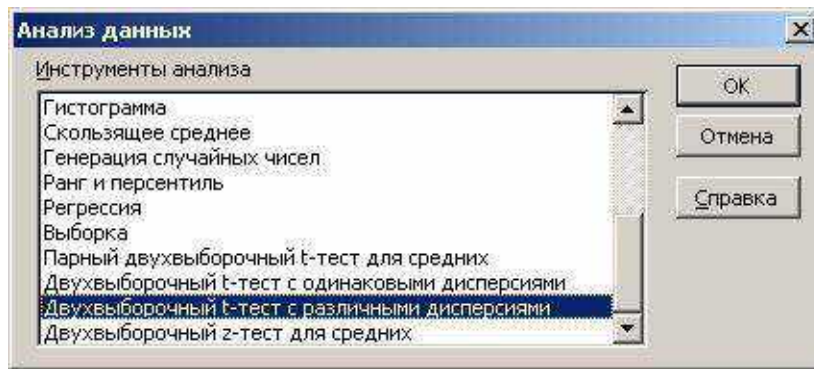 Анализ данных
Инструменты анализа
Гистограмма
Скользящее среднее
Генерация случайных чисел
Ранг и персентиль
Регрессия
Выборка
Парный двухвыборочный t-тест для средних
Двухвыборочный t-тест с одинаковыми дисперсиями
Двухвыборочный t-тест с различными дисперсиями
Двухвыборочный z-тест для средних
OK
Отмена
Справка